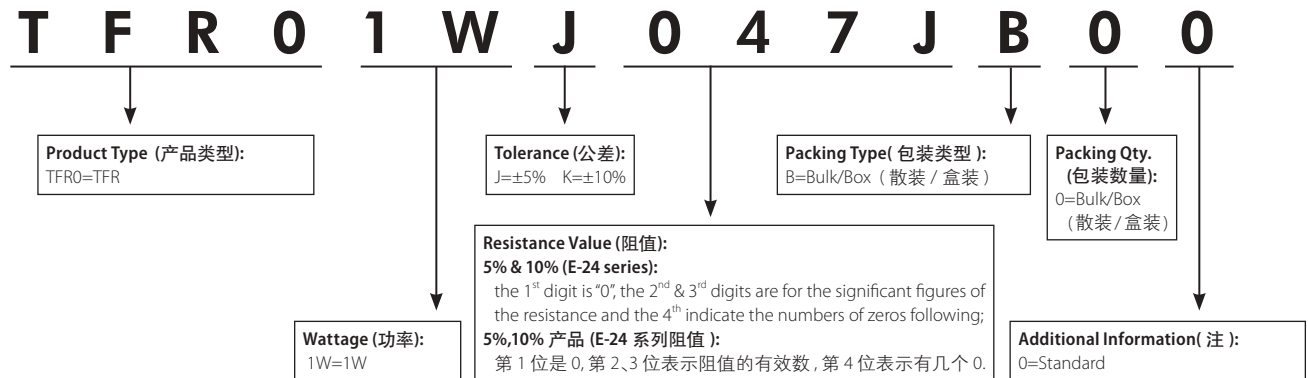 T F R 0 1 W J 0 4 7 J B 0 0
Product Type (产品类型):
TFR0=TFR
Tolerance (公差):
J=±5% K=±10%
Packing Type( 包装类型 ):
B=Bulk/Box ( 散装 / 盒装 )
Packing Qty.
(包装数量):
0=Bulk/Box
(散装/盒装)
Resistance Value (阻值):
5% & 10% (E-24 series):
the 1st digit is "0", the 2nd & 3rd digits are for the significant figures of
the resistance and the 4th indicate the numbers of zeros following;
5%,10% 产品 (E-24 系列阻值 ):
第 1 位是 0, 第 2、3 位表示阻值的有效数 , 第 4 位表示有几个 0.
Wattage (功率):
1W=1W
Additional Information( 注 ):
0=Standard